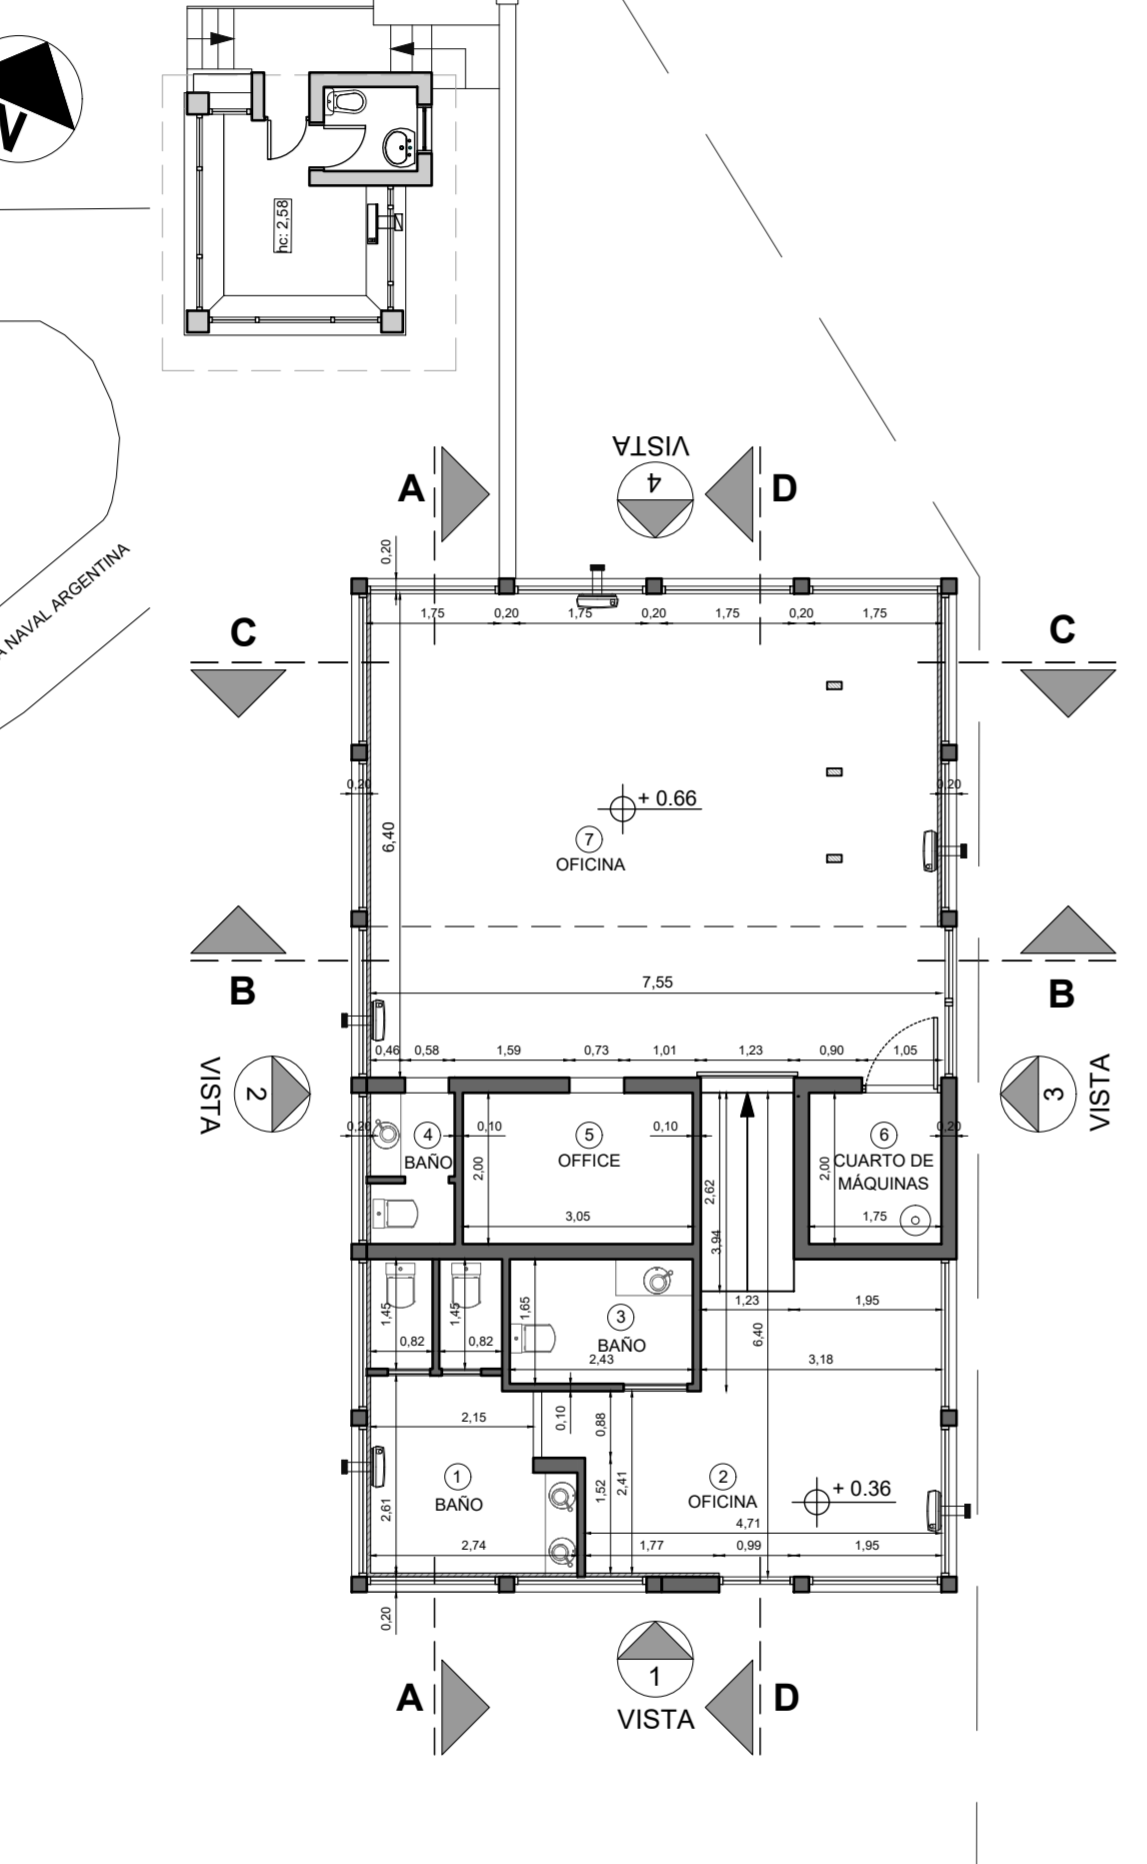 N
hc: 2,58
VISTA
4
A
D
0,20
A NAVAL ARGENTINA
1,75
0,20
1,75
0,20
1,75
0,20
1,75
C
C
0,20
0,20
+ 0.66
6,40
7
OFICINA
B
B
7,55
0,46
0,58
1,59
0,73
1,01
1,23
0,90
1,05
VISTA
2
3
VISTA
0,20
4
BAÑO
0,10
5
OFFICE
0,10
6
CUARTO DE
MÁQUINAS
0,20
2,00
2,00
2,62
3,05
1,75
3,94
1,45
1,45
1,65
3
BAÑO
1,23
1,95
6,40
0,82
0,82
2,43
3,18
2,15
0,10
0,88
1
BAÑO
1,52
2,41
2
OFICINA
+ 0.36
2,61
4,71
2,74
1,77
0,99
1,95
0,20
1
VISTA
A
D